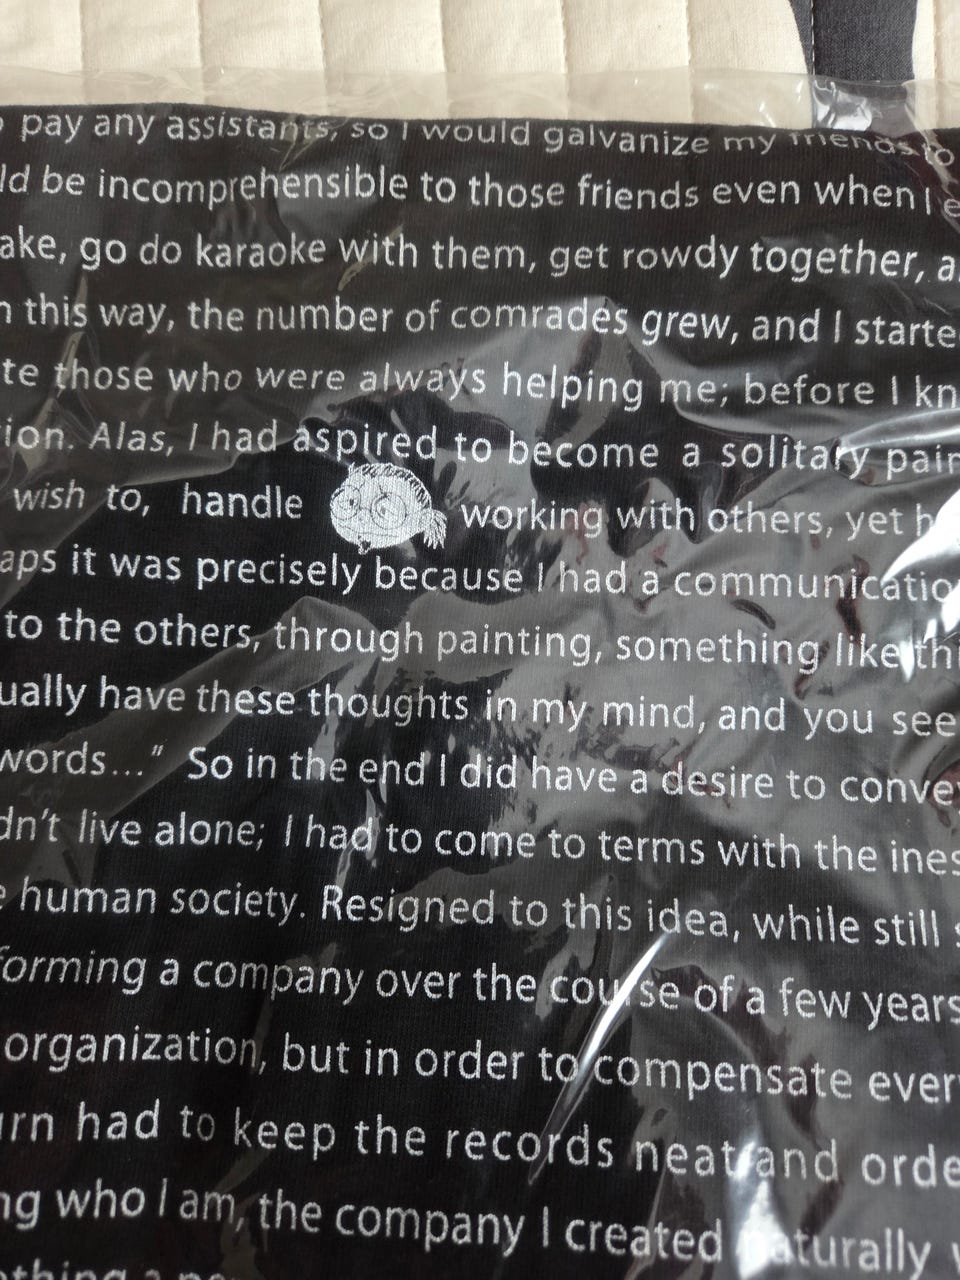 pay any assistants, so I would galvanize my friends to
ld be incomprehensible to those friends even when I e
ake, go do karaoke with them, get rowdy together, a
n this way, the number of comrades grew, and I starte
te those who were always helping me; before I kn
ion. Alas, I had aspired to become a solitary pain
wish to, handle working with others, yet h
aps it was precisely because I had a communicatio
to the others, through painting, something like thi
ually have these thoughts in my mind, and you see
words..." So in the end I did have a desire to conve
dn't live alone; I had to come to terms with the ines
human society. Resigned to this idea, while still s
forming a company over the course of a few years
organization, but in order to compensate ever
urn had to keep the records neat and orde
ng who I am, the company I created naturally